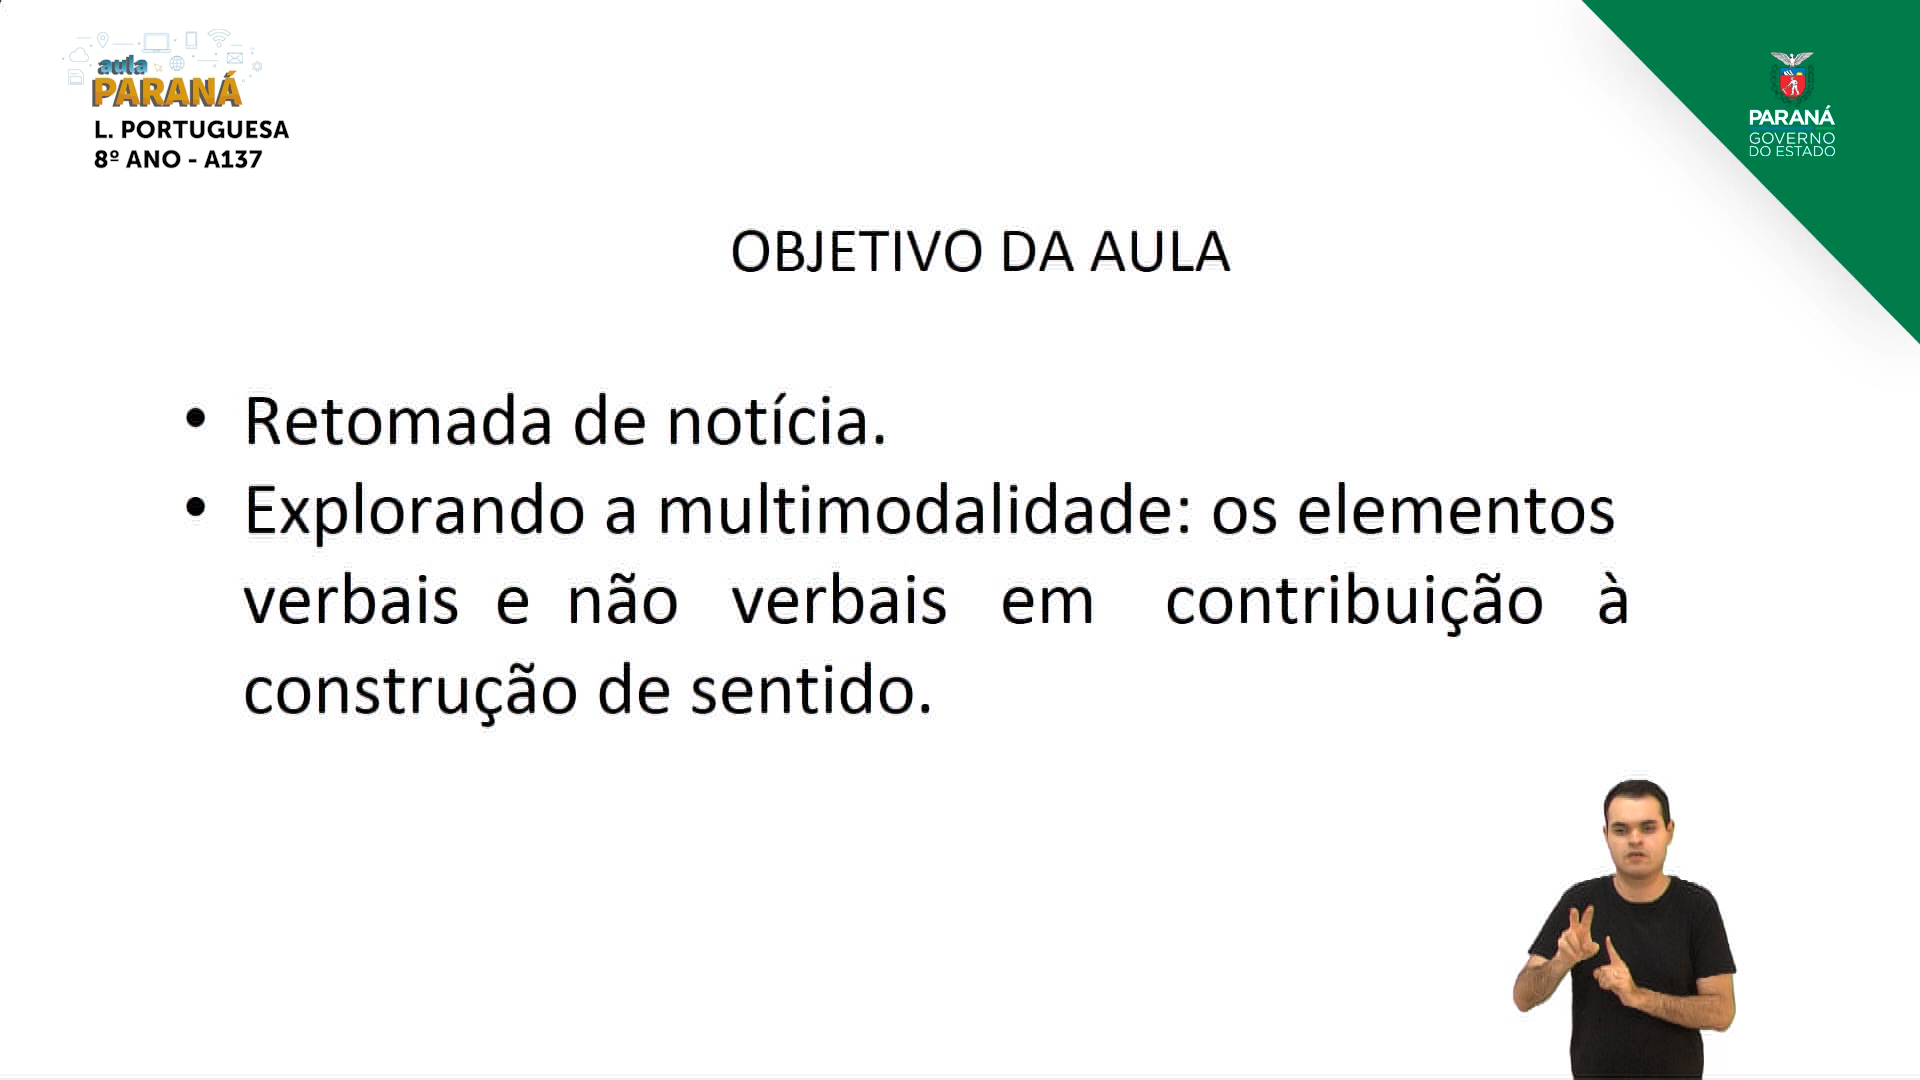 aula
PARANÁ
L. PORTUGUESA
8º ANO - A137
PARANÁ
GOVERNO
DO ESTADO
OBJETIVO DA AULA
• Retomada de notícia.
• Explorando a multimodalidade: os elementos
verbais e não verbais em contribuição à
construção de sentido.